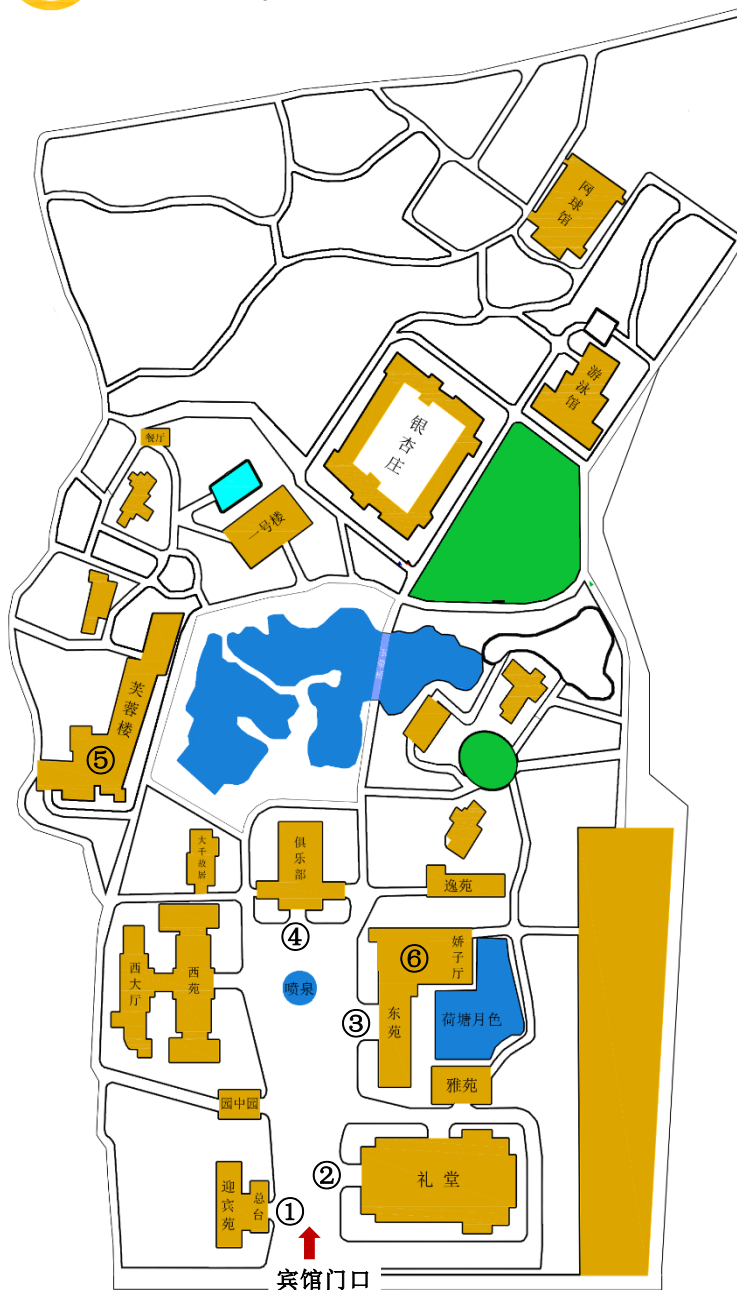 网球馆
游泳馆
银杏庄
餐厅
一号楼
芙蓉楼
⑤
大千故居
俱乐部
逸苑
④
⑥
娇子厅
西大厅
西苑
喷泉
③
东苑
荷塘月色
雅苑
园中园
②
礼堂
迎宾苑
总台
①
宾馆门口